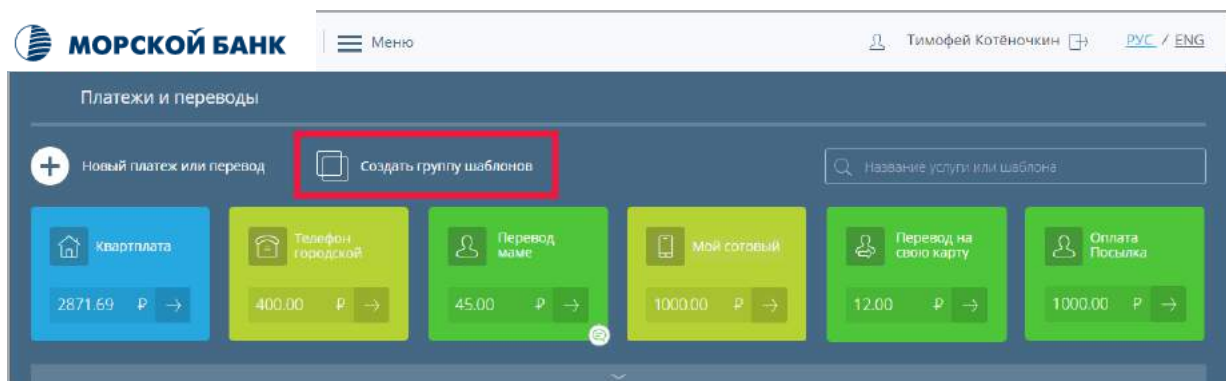 МОРСКОЙ БАНК
Меню
Тимофей Котёночкин
РУС / ENG
Платежи и переводы
Новый платеж или перевод
Создать группу шаблонов
Название услуги или шаблона
Квартплата
Телефон
городской
Перевод
маме
Мой сотовый
Перевод на
свою карту
Оплата
Посылка
2871.69 ₽
400.00 ₽
45.00 ₽
1000.00 ₽
12.00 ₽
1000.00 ₽